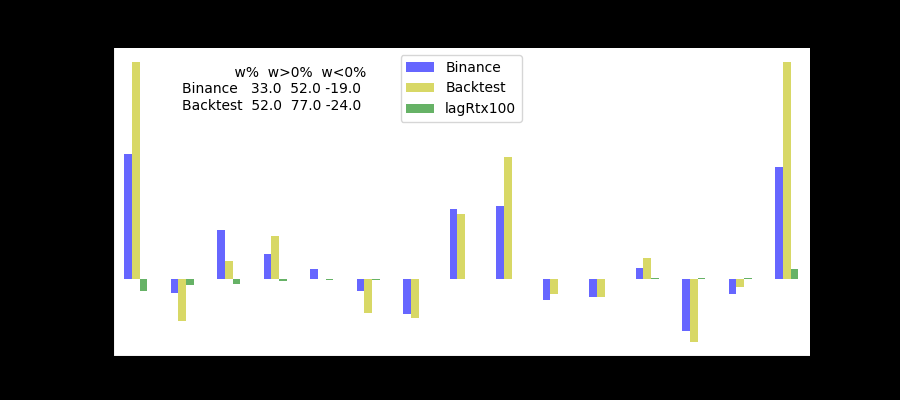 w% w>0% w<0%
Binance 33.0 52.0 -19.0
Backtest 52.0 77.0 -24.0
Binance
Backtest
lagRtx100